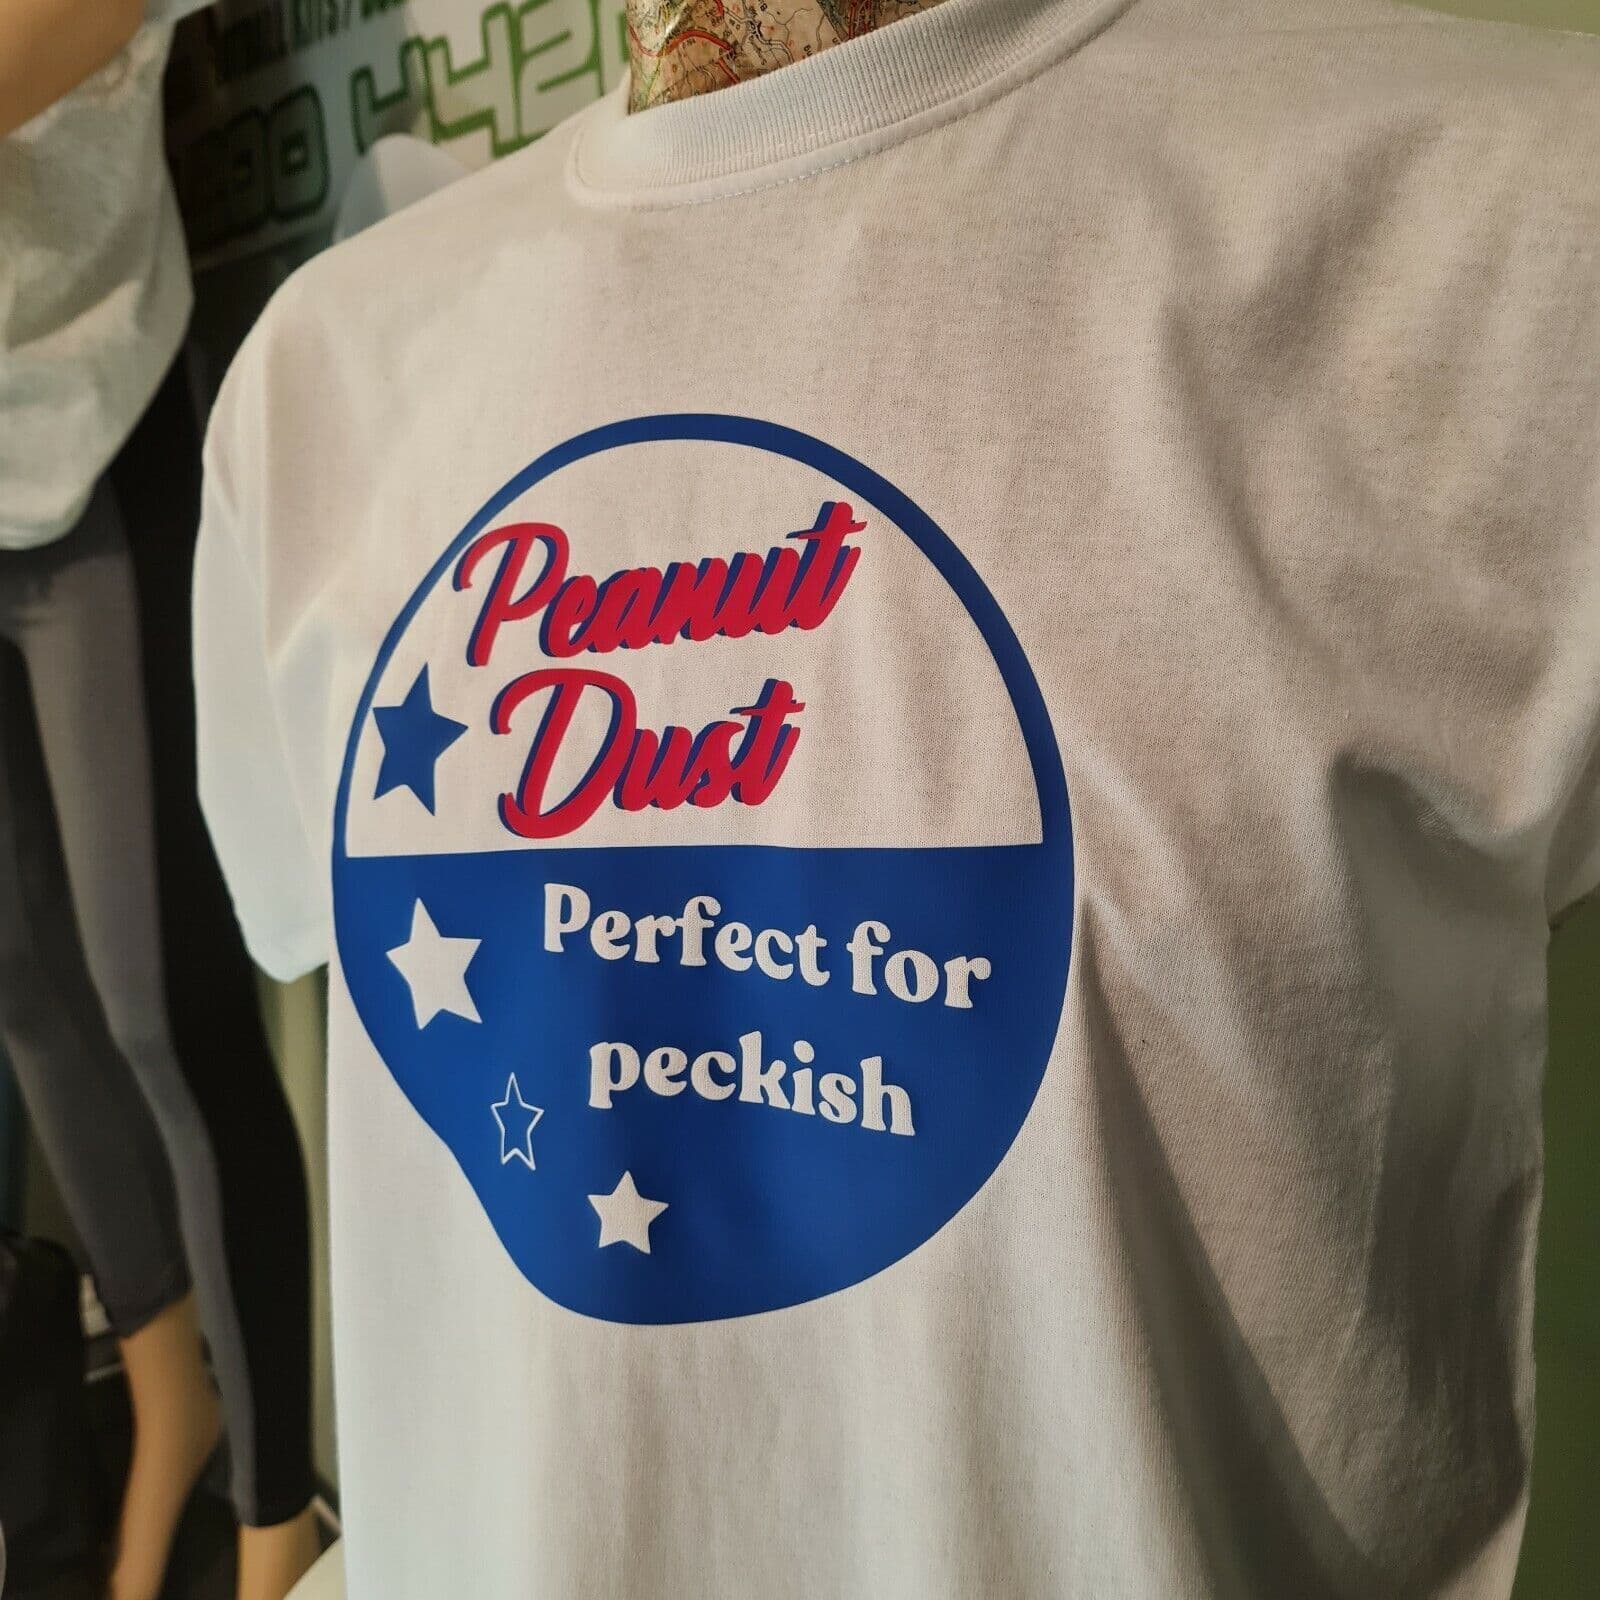 Peanut
Dust
Perfect for
peckish